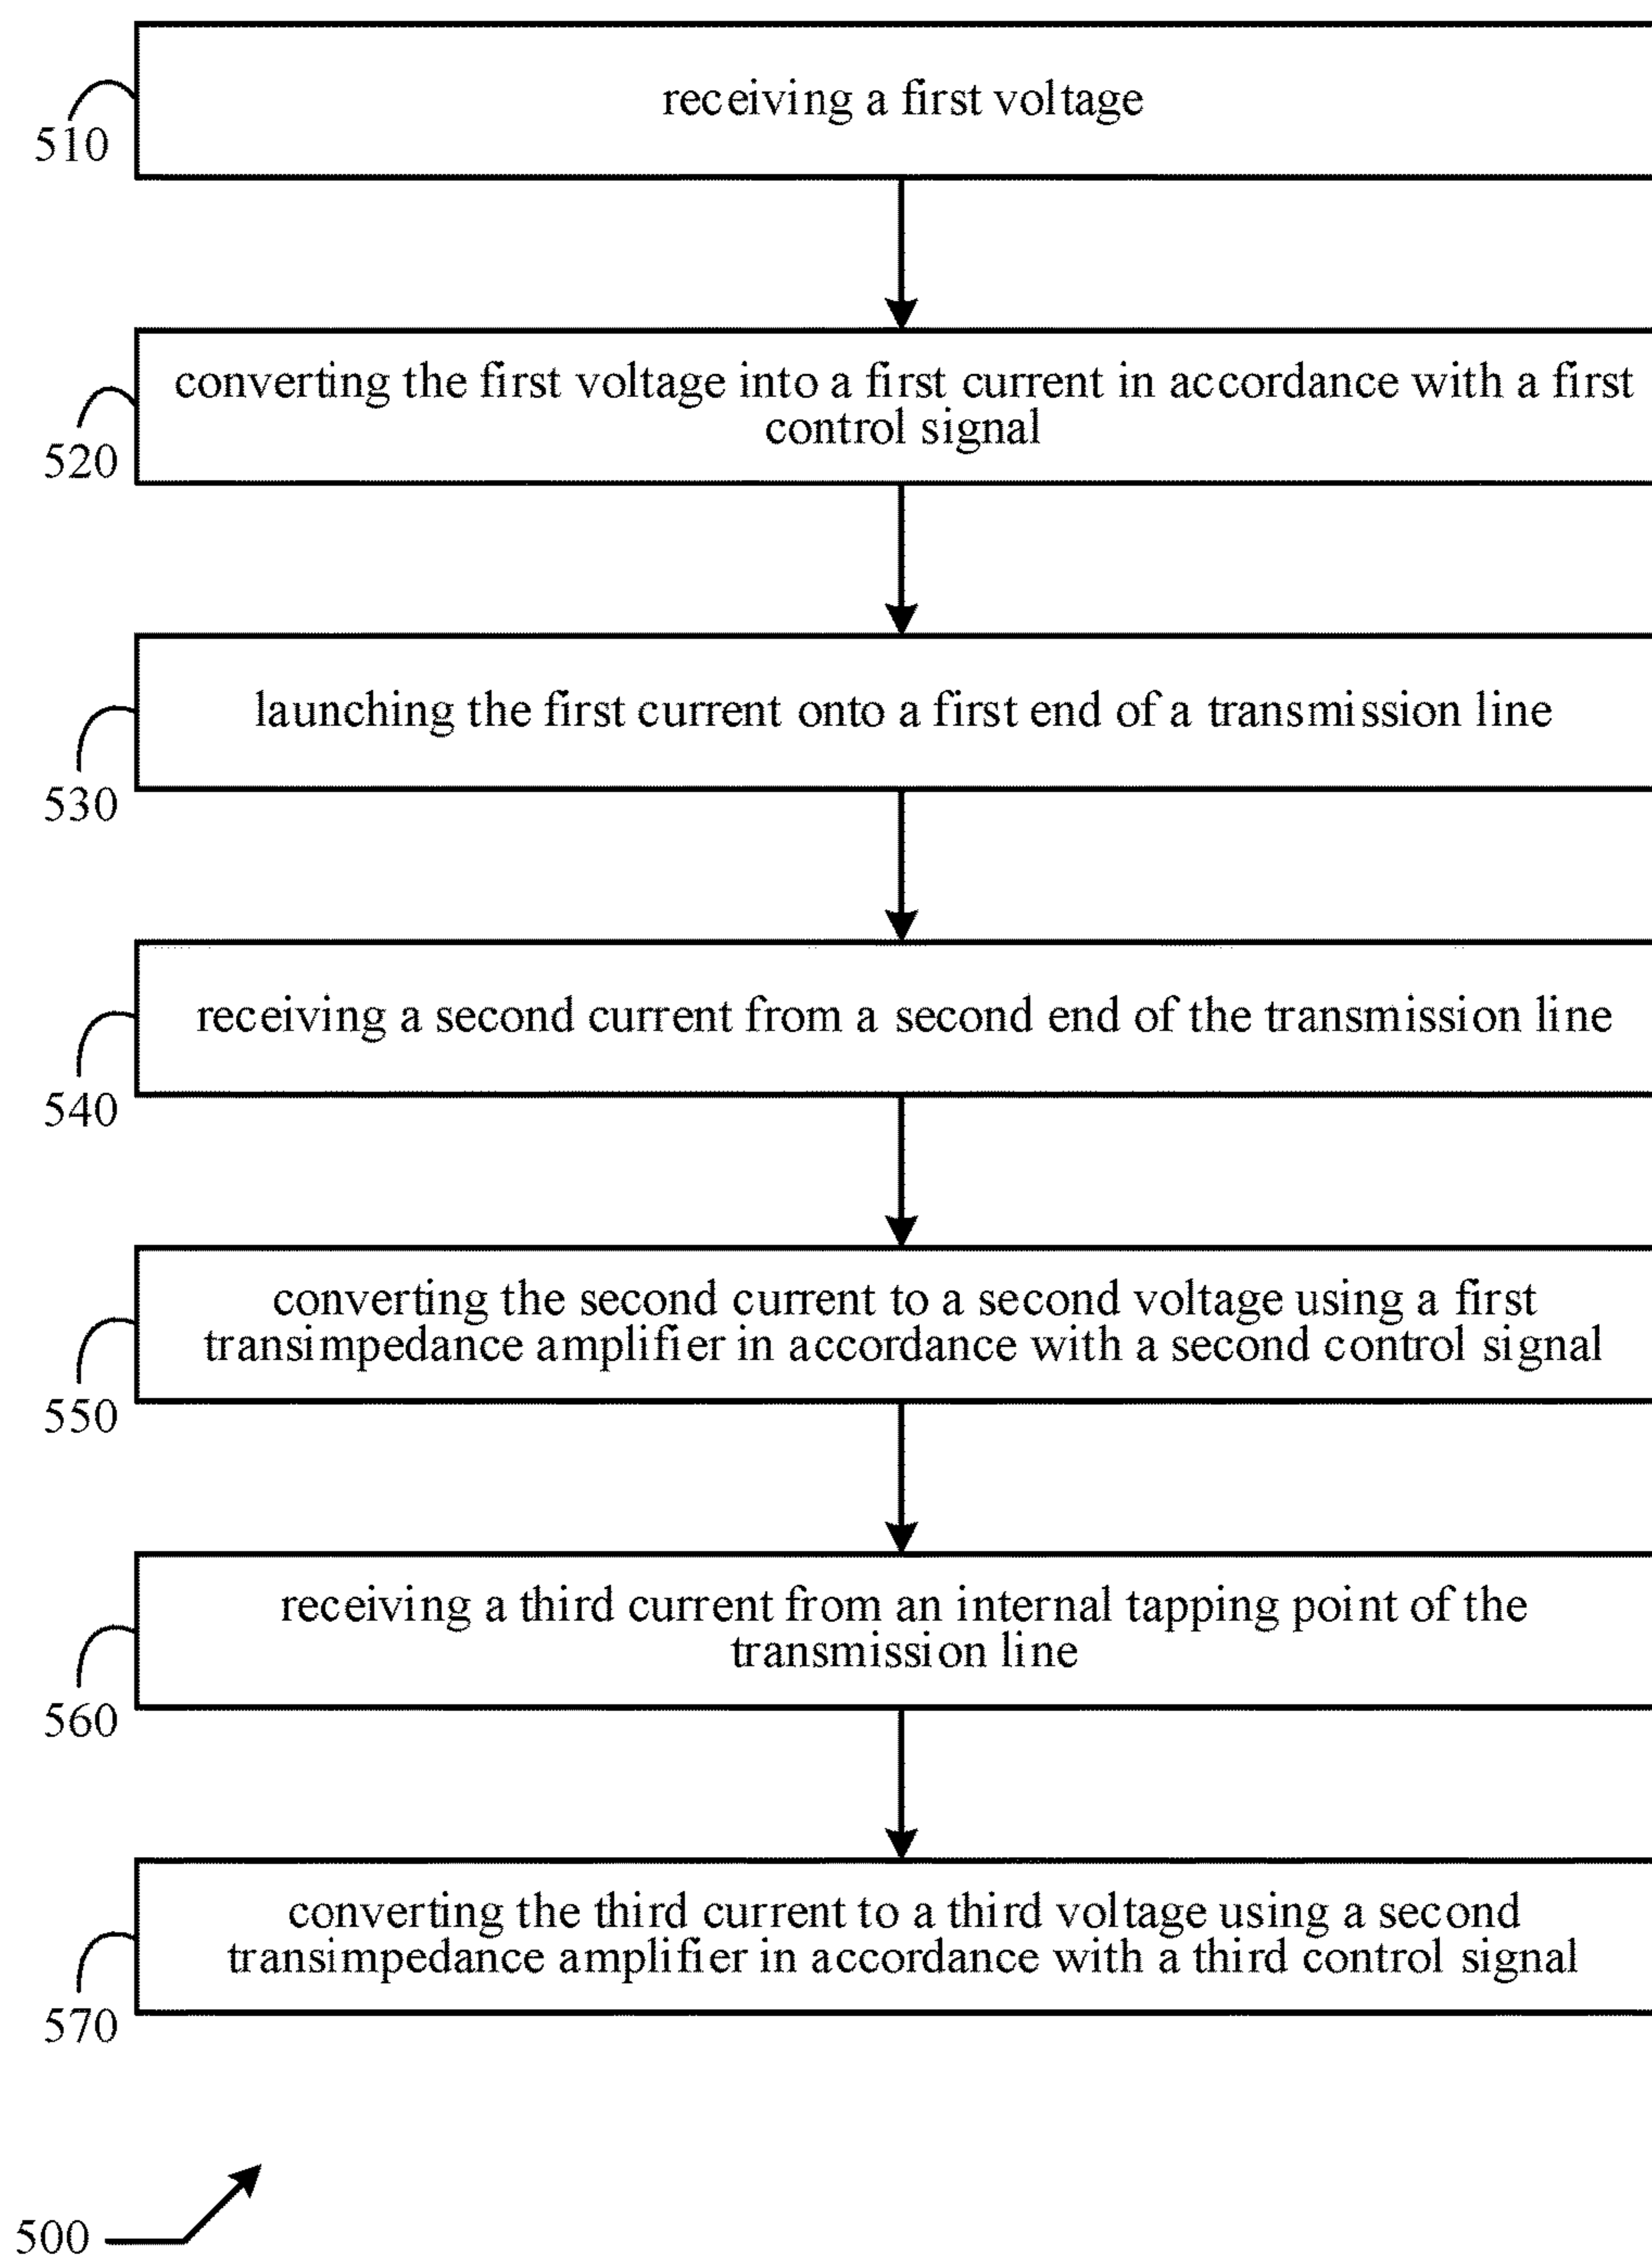 receiving a first voltage
510
converting the first voltage into a first current in accordance with a first
control signal
520
launching the first current onto a first end of a transmission line
530
receiving a second current from a second end of the transmission line
540
converting the second current to a second voltage using a first
transimpedance amplifier in accordance with a second control signal
550
receiving a third current from an internal tapping point of the
transmission line
560
converting the third current to a third voltage using a second
transimpedance amplifier in accordance with a third control signal
570
500